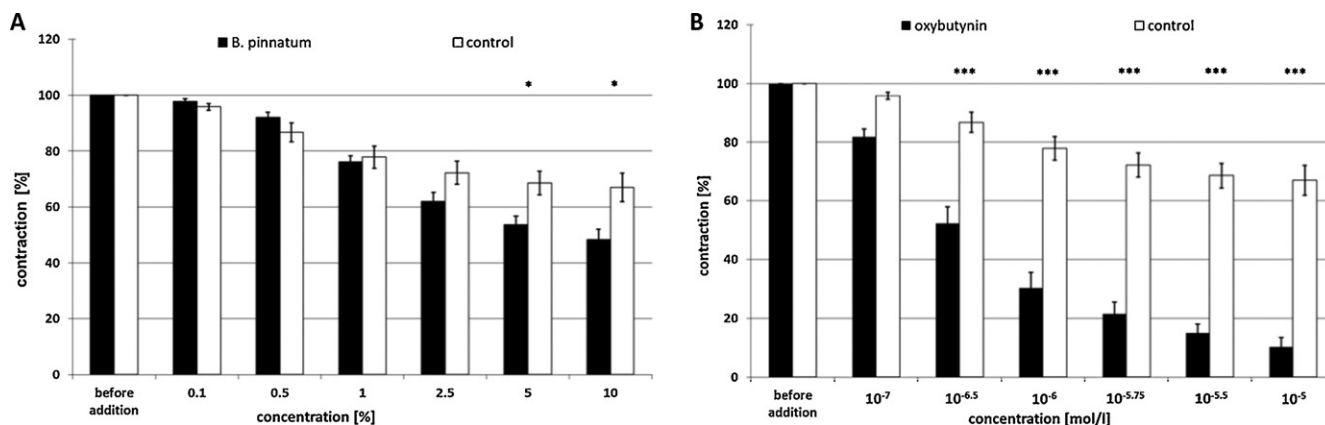 A
B. pinnatum control
* *
contraction [%]
120
100
80
60
40
20
0
before addition 0.1 0.5 1 2.5 5 10
concentration [%]
B
oxybutynin control
*** *** *** *** ***
contraction [%]
120
100
80
60
40
20
0
before addition 10⁻⁷ 10⁻⁶·⁵ 10⁻⁶ 10⁻⁵·⁷⁵ 10⁻⁵·⁵ 10⁻⁵
concentration [mol/l]